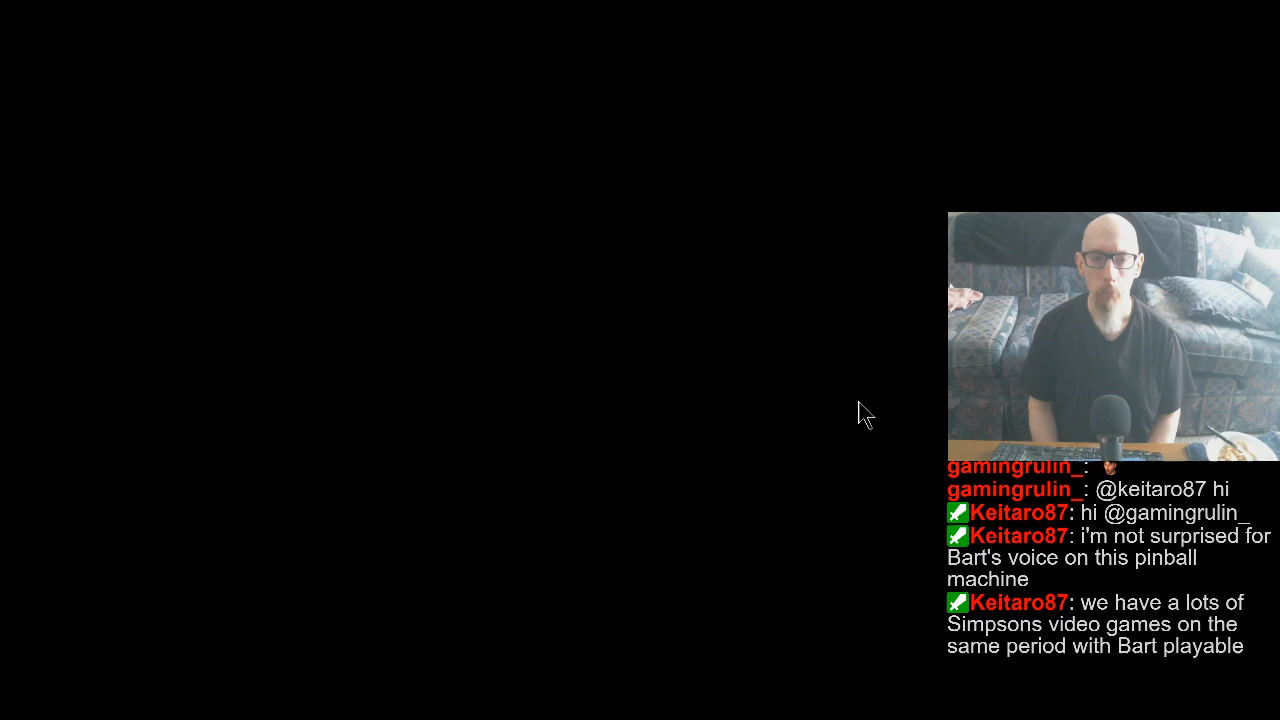 gamingrulin_:
gamingrulin_: @keitaro87 hi
Keitaro87: hi @gamingrulin_
Keitaro87: i'm not surprised for
Bart's voice on this pinball
machine
Keitaro87: we have a lots of
Simpsons video games on the
same period with Bart playable